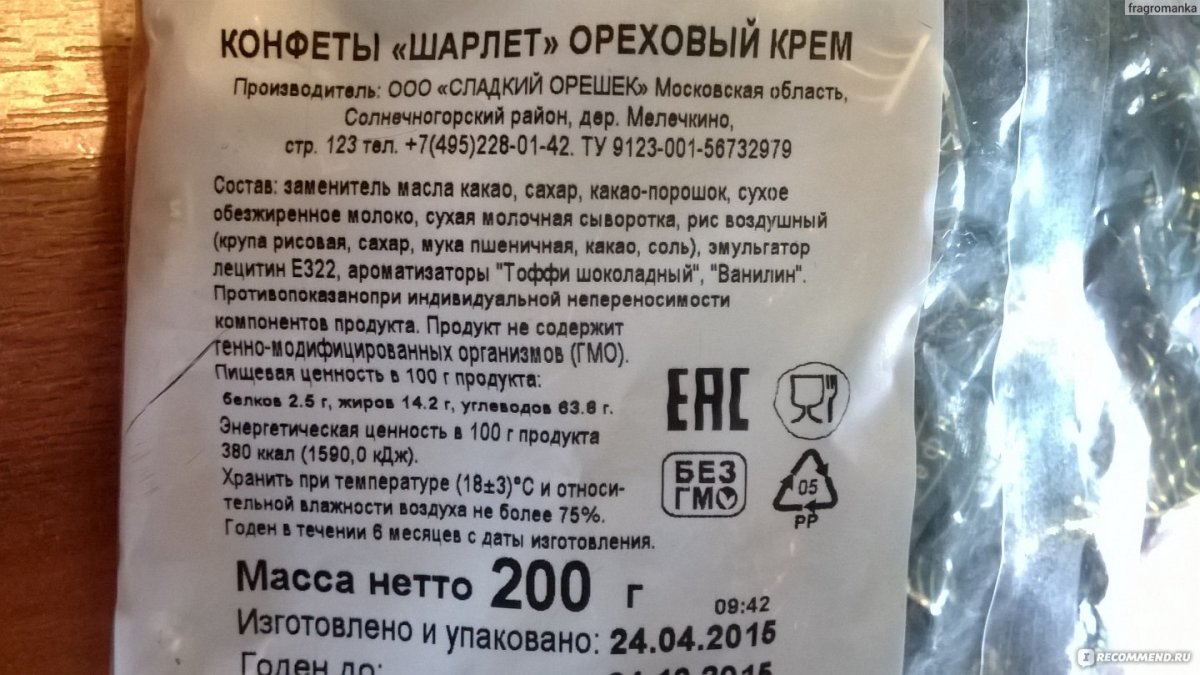 fragromanka
КОНФЕТЫ «ШАРЛЕТ» ОРЕХОВЫЙ КРЕМ
Производитель: ООО «СЛАДКИЙ ОРЕШЕК» Московская область,
Солнечногорский район, дер. Мелечкино,
стр. 123 тел. +7(495)228-01-42. ТУ 9123-001-56732979
Состав: заменитель масла какао, сахар, какао-порошок, сухое
обезжиренное молоко, сухая молочная сыворотка, рис воздушный
(крупа рисовая, сахар, мука пшеничная, какао, соль), эмульгатор
лецитин Е322, ароматизаторы "Тоффи шоколадный", "Ванилин".
Противопоказанопри индивидуальной непереносимости
компонентов продукта. Продукт не содержит
генно-модифицированных организмов (ГМО).
Пищевая ценность в 100 г продукта:
белков 2.5 г, жиров 14.2 г, углеводов 63.8 г.
Энергетическая ценность в 100 г продукта
380 ккал (1590,0 кДж).
Хранить при температуре (18±3)°С и относи-
тельной влажности воздуха не более 75%.
Годен в течении 6 месяцев с даты изготовления.
ЕАС
БЕЗ
ГМО
05
PP
Масса нетто 200 г
09:42
Изготовлено и упаковано: 24.04.2015
Годен до:
RECOMMEND.RU